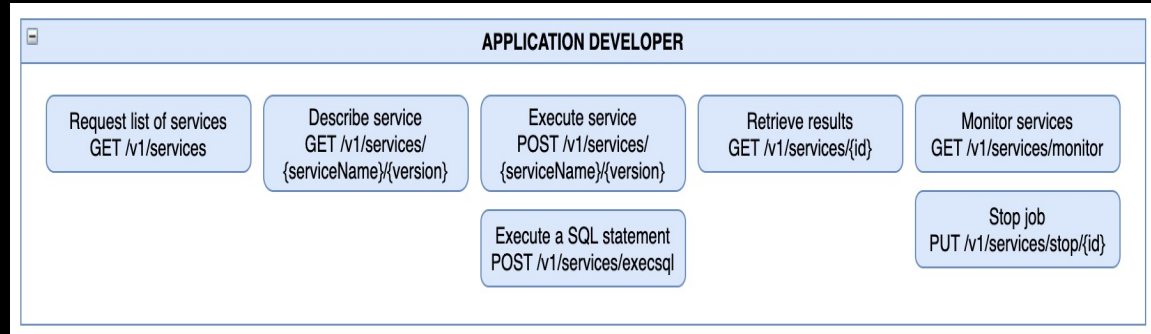 APPLICATION DEVELOPER
Request list of services
GET /v1/services
Describe service
GET /v1/services/
{serviceName}/{version}
Execute service
POST /v1/services/
{serviceName}/{version}
Retrieve results
GET /v1/services/{id}
Monitor services
GET /v1/services/monitor
Execute a SQL statement
POST /v1/services/execsql
Stop job
PUT /v1/services/stop/{id}